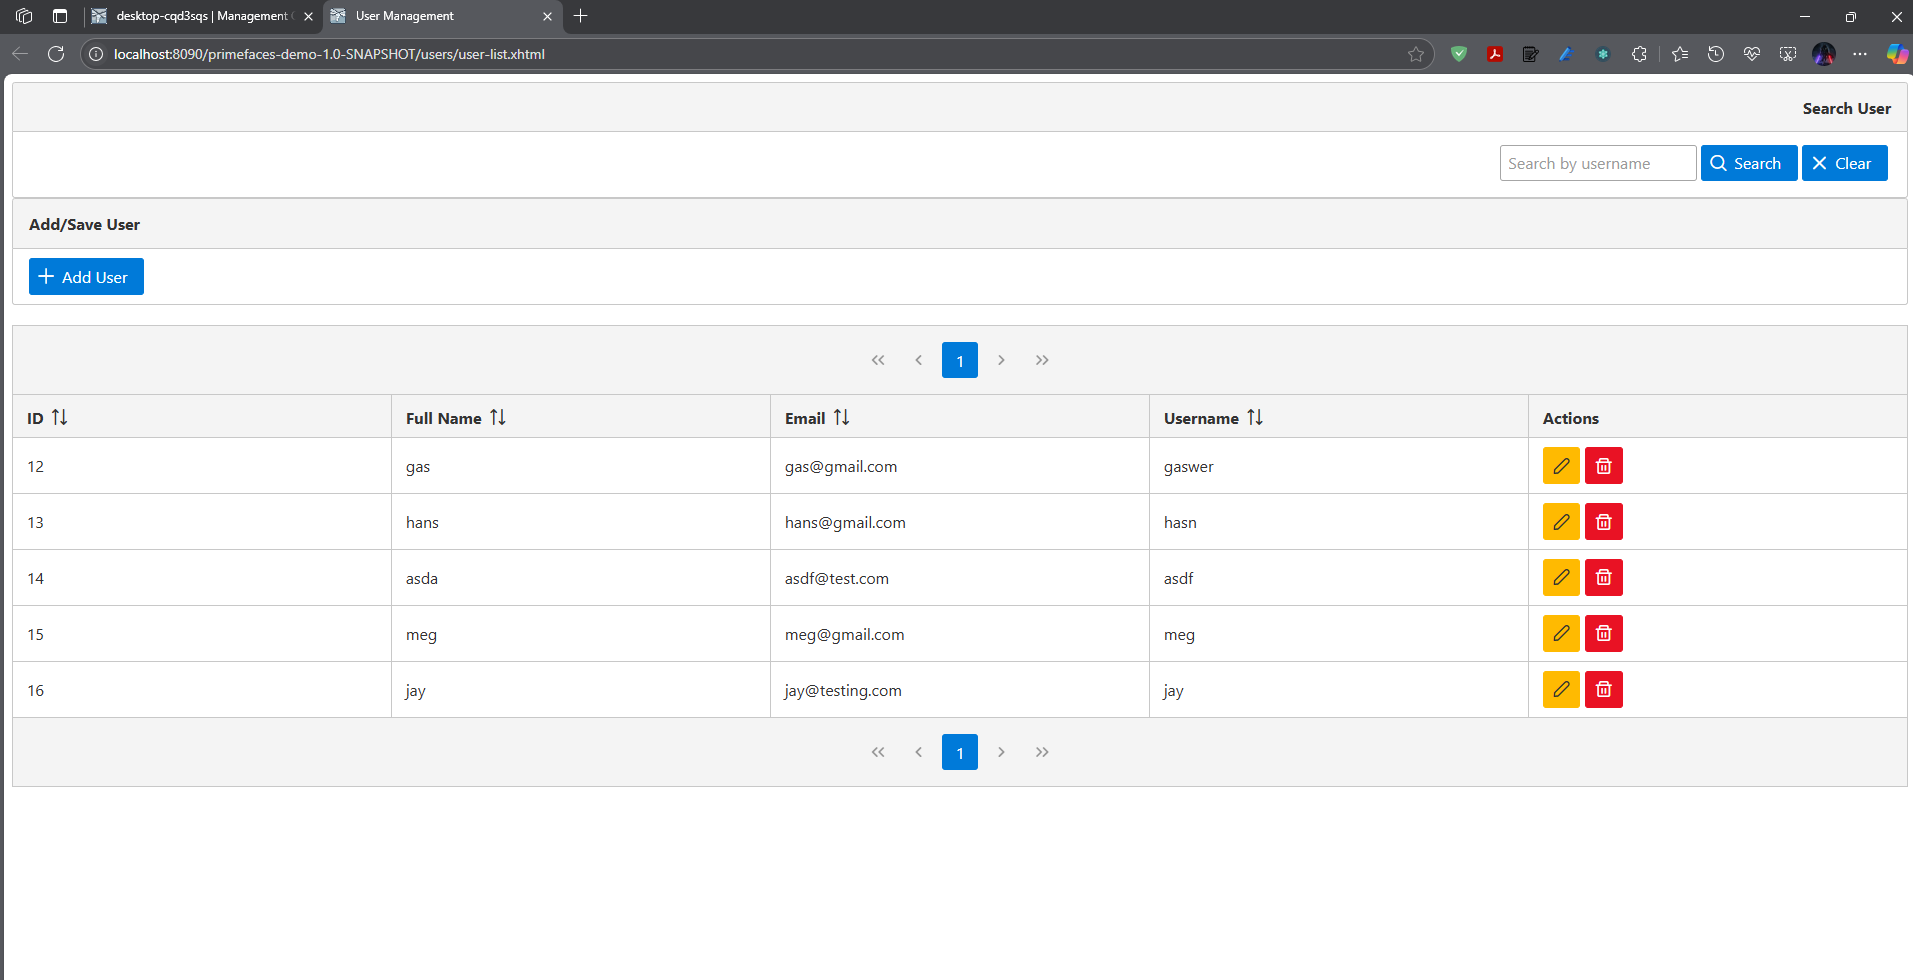 desktop-cqd3sqs | Management
User Management
localhost:8090/primefaces-demo-1.0-SNAPSHOT/users/user-list.xhtml
Search User
Search by username
Search
Clear
Add/Save User
Add User
1
ID Full Name Email Username Actions
12 gas gas@gmail.com gaswer
13 hans hans@gmail.com hasn
14 asda asdf@test.com asdf
15 meg meg@gmail.com meg
16 jay jay@testing.com jay
1